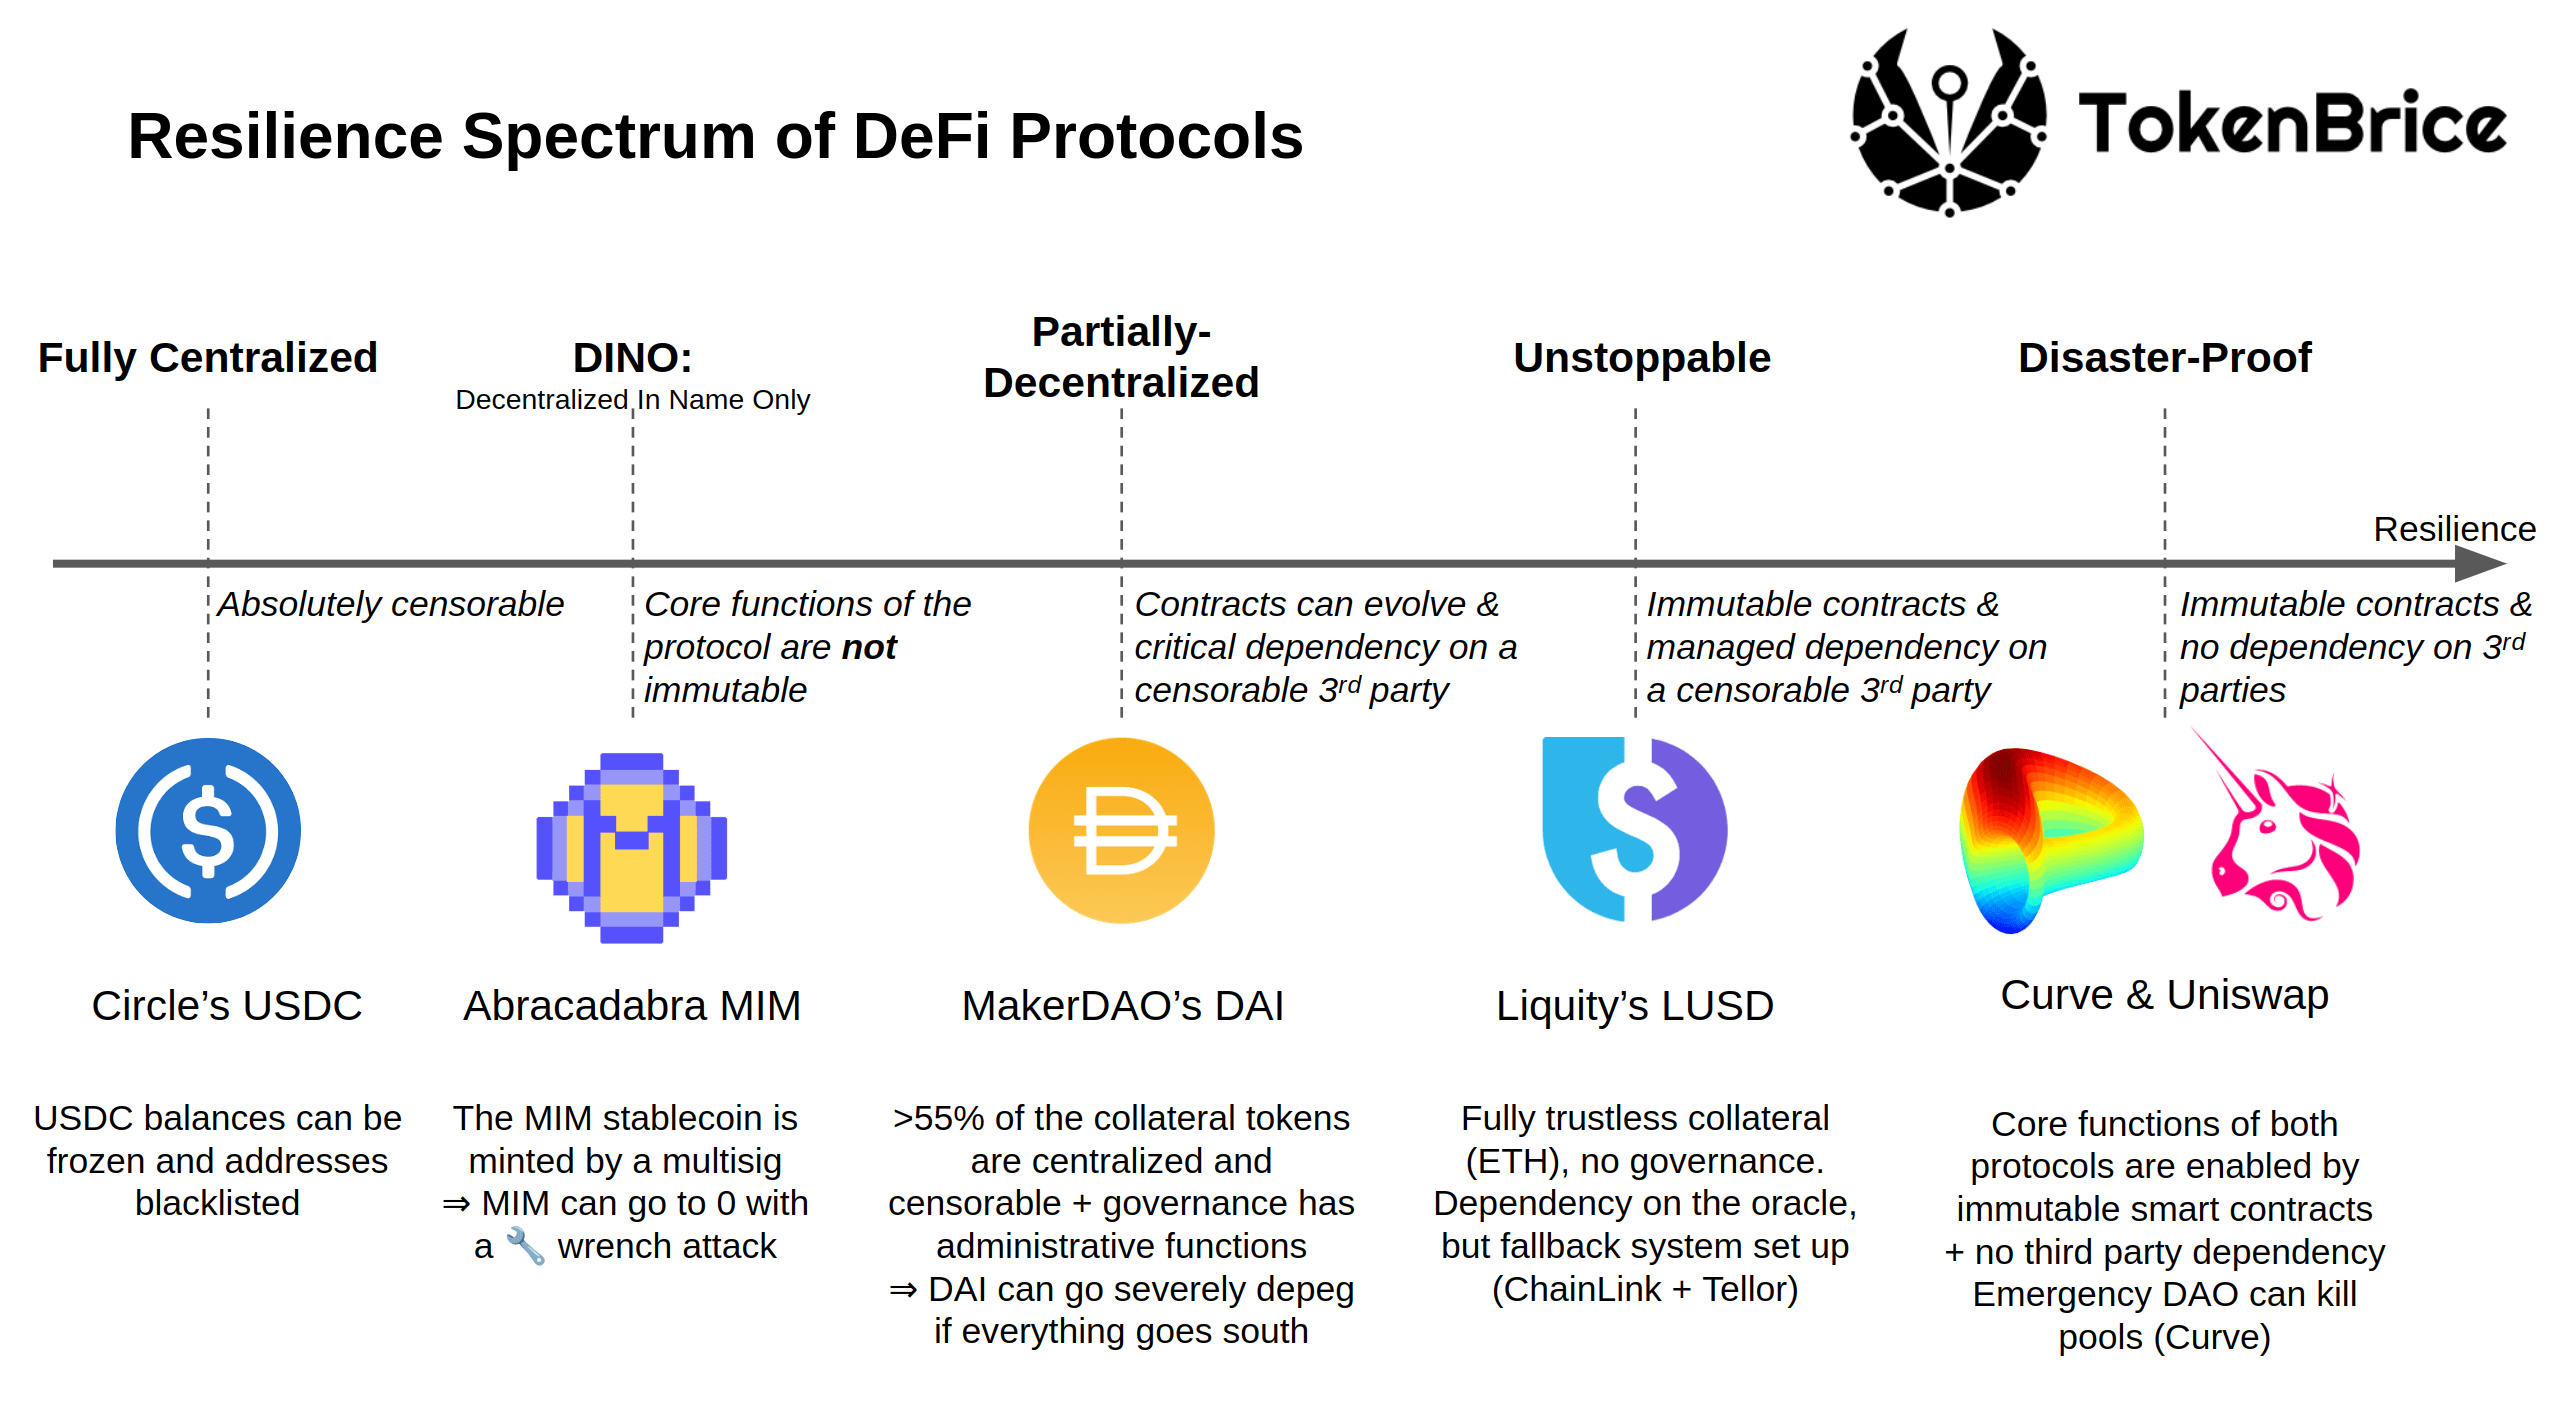 Resilience Spectrum of DeFi Protocols
TokenBrice
Fully Centralized
DINO:
Decentralized In Name Only
Partially-
Decentralized
Unstoppable
Disaster-Proof
Resilience
Absolutely censorable
Core functions of the
protocol are not
immutable
Contracts can evolve &
critical dependency on a
censorable 3rd party
Immutable contracts &
managed dependency on
a censorable 3rd party
Immutable contracts &
no dependency on 3rd
parties
Circle’s USDC
Abracadabra MIM
MakerDAO’s DAI
Liquity’s LUSD
Curve & Uniswap
USDC balances can be
frozen and addresses
blacklisted
The MIM stablecoin is
minted by a multisig
⇒ MIM can go to 0 with
a 🔧 wrench attack
>55% of the collateral tokens
are centralized and
censorable + governance has
administrative functions
⇒ DAI can go severely depeg
if everything goes south
Fully trustless collateral
(ETH), no governance.
Dependency on the oracle,
but fallback system set up
(ChainLink + Tellor)
Core functions of both
protocols are enabled by
immutable smart contracts
+ no third party dependency
Emergency DAO can kill
pools (Curve)